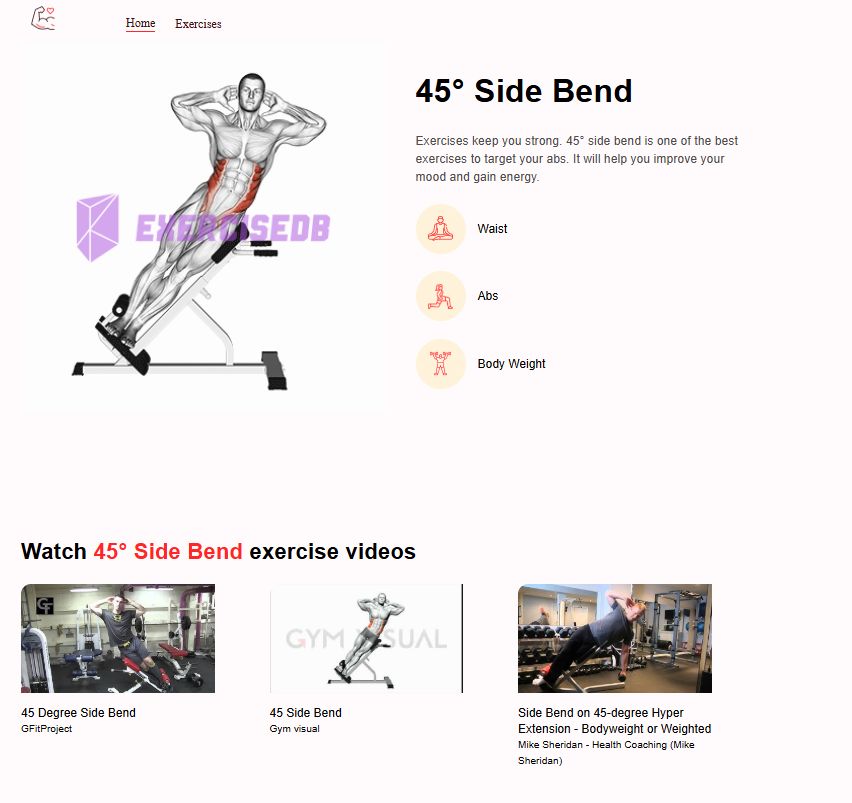 Home Exercises
45° Side Bend
Exercises keep you strong. 45° side bend is one of the best
exercises to target your abs. It will help you improve your
mood and gain energy.
EXERCISEDB
Waist
Abs
Body Weight
Watch 45° Side Bend exercise videos
GF
GYM VISUAL
45 Degree Side Bend
GFitProject
45 Side Bend
Gym visual
Side Bend on 45-degree Hyper
Extension - Bodyweight or Weighted
Mike Sheridan - Health Coaching (Mike
Sheridan)